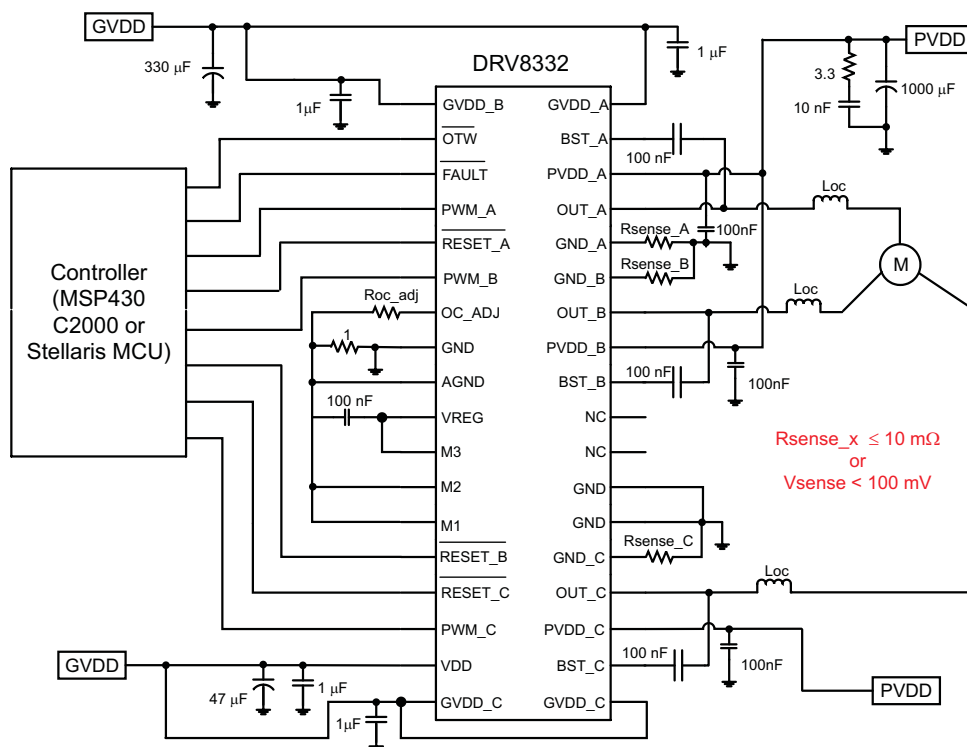 GVDD
PVDD
330 μF
1 μF
1μF
3.3
10 nF
1000 μF
DRV8332
GVDD_B
OTW
FAULT
PWM_A
RESET_A
PWM_B
OC_ADJ
GND
AGND
VREG
M3
M2
M1
RESET_B
RESET_C
PWM_C
VDD
GVDD_C
GVDD_A
BST_A
PVDD_A
OUT_A
GND_A
GND_B
OUT_B
PVDD_B
BST_B
NC
NC
GND
GND
GND_C
OUT_C
PVDD_C
BST_C
GVDD_C
Controller
(MSP430
C2000 or
Stellaris MCU)
Roc_adj
1
100 nF
100 nF
100nF
Rsense_A
Rsense_B
Loc
M
Loc
100 nF
100nF
Rsense_x ≤ 10 mΩ
or
Vsense < 100 mV
Rsense_C
Loc
100 nF
100nF
PVDD
GVDD
47 μF
1 μF
1μF